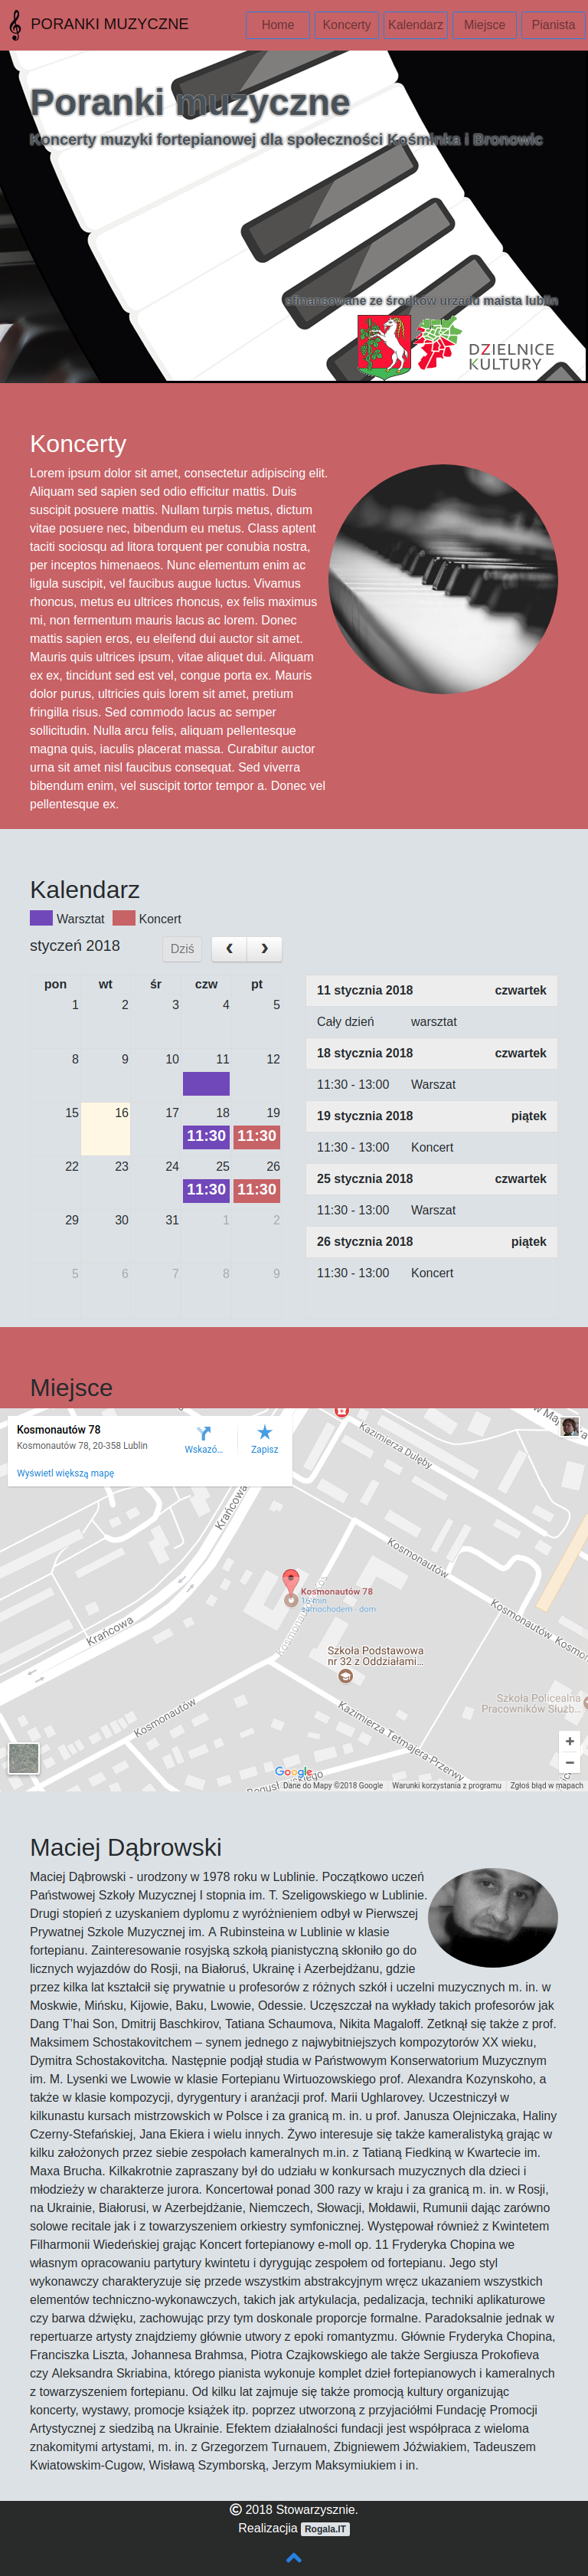 PORANKI MUZYCZNE
Home
Koncerty
Kalendarz
Miejsce
Pianista
Poranki muzyczne
Koncerty muzyki fortepianowej dla społeczności Kośminka i Bronowic
sfinansowane ze środków urzędu maista lublin
DZIELNICE
KULTURY
Koncerty
Lorem ipsum dolor sit amet, consectetur adipiscing elit.
Aliquam sed sapien sed odio efficitur mattis. Duis
suscipit posuere mattis. Nullam turpis metus, dictum
vitae posuere nec, bibendum eu metus. Class aptent
taciti sociosqu ad litora torquent per conubia nostra,
per inceptos himenaeos. Nunc elementum enim ac
ligula suscipit, vel faucibus augue luctus. Vivamus
rhoncus, metus eu ultrices rhoncus, ex felis maximus
mi, non fermentum mauris lacus ac lorem. Donec
mattis sapien eros, eu eleifend dui auctor sit amet.
Mauris quis ultrices ipsum, vitae aliquet dui. Aliquam
ex ex, tincidunt sed est vel, congue porta ex. Mauris
dolor purus, ultricies quis lorem sit amet, pretium
fringilla risus. Sed commodo lacus ac semper
sollicitudin. Nulla arcu felis, aliquam pellentesque
magna quis, iaculis placerat massa. Curabitur auctor
urna sit amet nisl faucibus consequat. Sed viverra
bibendum enim, vel suscipit tortor tempor a. Donec vel
pellentesque ex.
Kalendarz
Warsztat Koncert
styczeń 2018 Dziś
pon wt śr czw pt
1 2 3 4 5
8 9 10 11 12
15 16 17 18 19
11:30 11:30
22 23 24 25 26
11:30 11:30
29 30 31 1 2
5 6 7 8 9
11 stycznia 2018 czwartek
Cały dzień warsztat
18 stycznia 2018 czwartek
11:30 - 13:00 Warszat
19 stycznia 2018 piątek
11:30 - 13:00 Koncert
25 stycznia 2018 czwartek
11:30 - 13:00 Warszat
26 stycznia 2018 piątek
11:30 - 13:00 Koncert
Miejsce
Kosmonautów 78
Kosmonautów 78, 20-358 Lublin
Wskazó...
Zapisz
Wyświetl większą mapę
Kazimierza Dulęby
Krańcowa
Kosmonautów
Kosmonautów 78
16 min
samochodem - dom
Kosmonautów
Krańcowa
Szkoła Podstawowa
nr 32 z Oddziałami...
Szkoła Policealna
Pracowników Służb...
Kosmonautów
Kazimierza Tetmajera-Przerwy
Google
Dane do Mapy ©2018 Google
Warunki korzystania z programu
Zgłoś błąd w mapach
Maciej Dąbrowski
Maciej Dąbrowski - urodzony w 1978 roku w Lublinie. Początkowo uczeń
Państwowej Szkoły Muzycznej I stopnia im. T. Szeligowskiego w Lublinie.
Drugi stopień z uzyskaniem dyplomu z wyróżnieniem odbył w Pierwszej
Prywatnej Szkole Muzycznej im. A Rubinsteina w Lublinie w klasie
fortepianu. Zainteresowanie rosyjską szkołą pianistyczną skłoniło go do
licznych wyjazdów do Rosji, na Białoruś, Ukrainę i Azerbejdżanu, gdzie
przez kilka lat kształcił się prywatnie u profesorów z różnych szkół i uczelni muzycznych m. in. w
Moskwie, Mińsku, Kijowie, Baku, Lwowie, Odessie. Uczęszczał na wykłady takich profesorów jak
Dang T'hai Son, Dmitrij Baschkirov, Tatiana Schaumova, Nikita Magaloff. Zetknął się także z prof.
Maksimem Schostakovitchem – synem jednego z najwybitniejszych kompozytorów XX wieku,
Dymitra Schostakovitcha. Następnie podjął studia w Państwowym Konserwatorium Muzycznym
im. M. Lysenki we Lwowie w klasie Fortepianu Wirtuozowskiego prof. Alexandra Kozynskoho, a
także w klasie kompozycji, dyrygentury i aranżacji prof. Marii Ughlarovey. Uczestniczył w
kilkunastu kursach mistrzowskich w Polsce i za granicą m. in. u prof. Janusza Olejniczaka, Haliny
Czerny-Stefańskiej, Jana Ekiera i wielu innych. Żywo interesuje się także kameralistyką grając w
kilku założonych przez siebie zespołach kameralnych m.in. z Tatianą Fiedkiną w Kwartecie im.
Maxa Brucha. Kilkakrotnie zapraszany był do udziału w konkursach muzycznych dla dzieci i
młodzieży w charakterze jurora. Koncertował ponad 300 razy w kraju i za granicą m. in. w Rosji,
na Ukrainie, Białorusi, w Azerbejdżanie, Niemczech, Słowacji, Mołdawii, Rumunii dając zarówno
solowe recitale jak i z towarzyszeniem orkiestry symfonicznej. Występował również z Kwintetem
Filharmonii Wiedeńskiej grając Koncert fortepianowy e-moll op. 11 Fryderyka Chopina we
własnym opracowaniu partytury kwintetu i dyrygując zespołem od fortepianu. Jego styl
wykonawczy charakteryzuje się przede wszystkim abstrakcyjnym wręcz ukazaniem wszystkich
elementów techniczno-wykonawczych, takich jak artykulacja, pedalizacja, techniki aplikaturowe
czy barwa dźwięku, zachowując przy tym doskonale proporcje formalne. Paradoksalnie jednak w
repertuarze artysty znajdziemy głównie utwory z epoki romantyzmu. Głównie Fryderyka Chopina,
Franciszka Liszta, Johannesa Brahmsa, Piotra Czajkowskiego ale także Sergiusza Prokofieva
czy Aleksandra Skriabina, którego pianista wykonuje komplet dzieł fortepianowych i kameralnych
z towarzyszeniem fortepianu. Od kilku lat zajmuje się także promocją kultury organizując
koncerty, wystawy, promocje książek itp. poprzez utworzoną z przyjaciółmi Fundację Promocji
Artystycznej z siedzibą na Ukrainie. Efektem działalności fundacji jest współpraca z wieloma
znakomitymi artystami, m. in. z Grzegorzem Turnauem, Zbigniewem Jóźwiakiem, Tadeuszem
Kwiatowskim-Cugow, Wisławą Szymborską, Jerzym Maksymiukiem i in.
© 2018 Stowarzysznie.
Realizacjia Rogala.IT